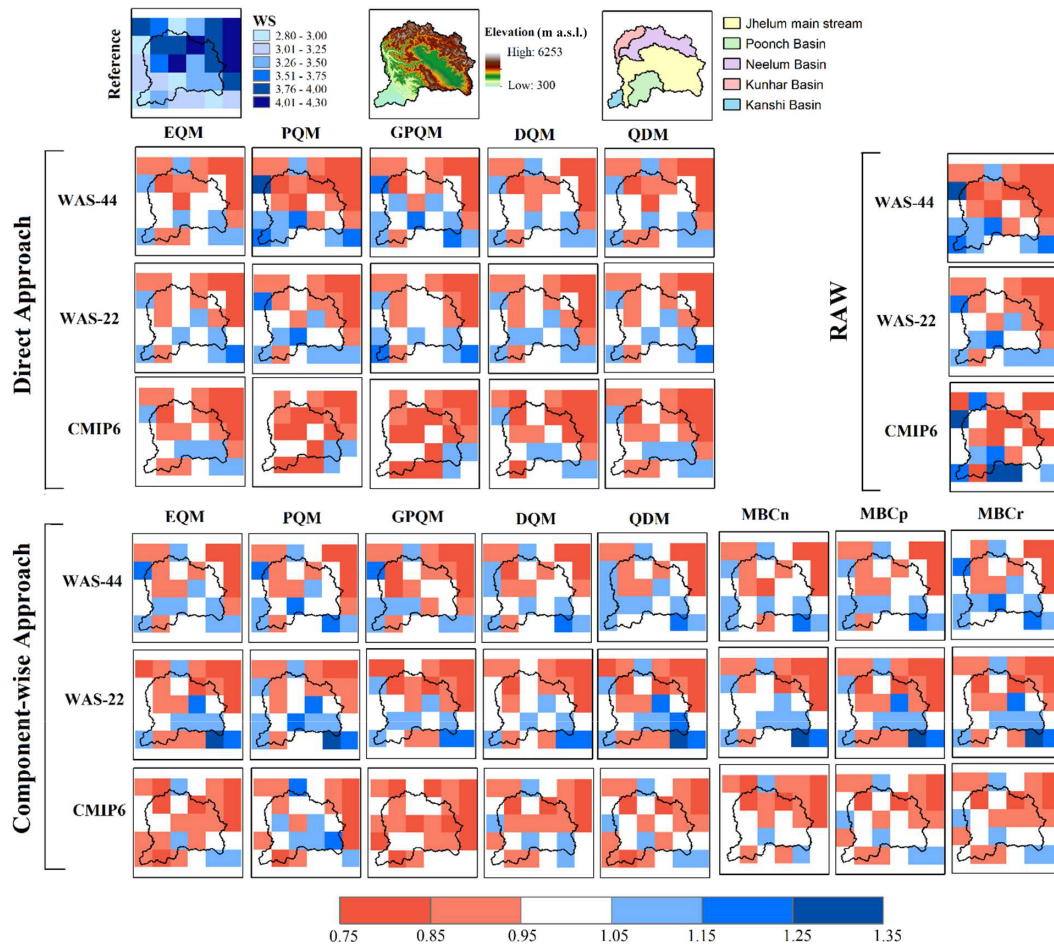 Reference
WS
2.80 - 3.00
3.01 - 3.25
3.26 - 3.50
3.51 - 3.75
3.76 - 4.00
4.01 - 4.30
Elevation (m a.s.l.)
High: 6253
Low: 300
Jhelum main stream
Poonch Basin
Neelum Basin
Kunhar Basin
Kanshi Basin
EQM PQM GPQM DQM QDM
Direct Approach
WAS-44
WAS-22
CMIP6
RAW
WAS-44
WAS-22
CMIP6
EQM PQM GPQM DQM QDM MBCn MBCp MBCr
Component-wise Approach
WAS-44
WAS-22
CMIP6
0.75 0.85 0.95 1.05 1.15 1.25 1.35